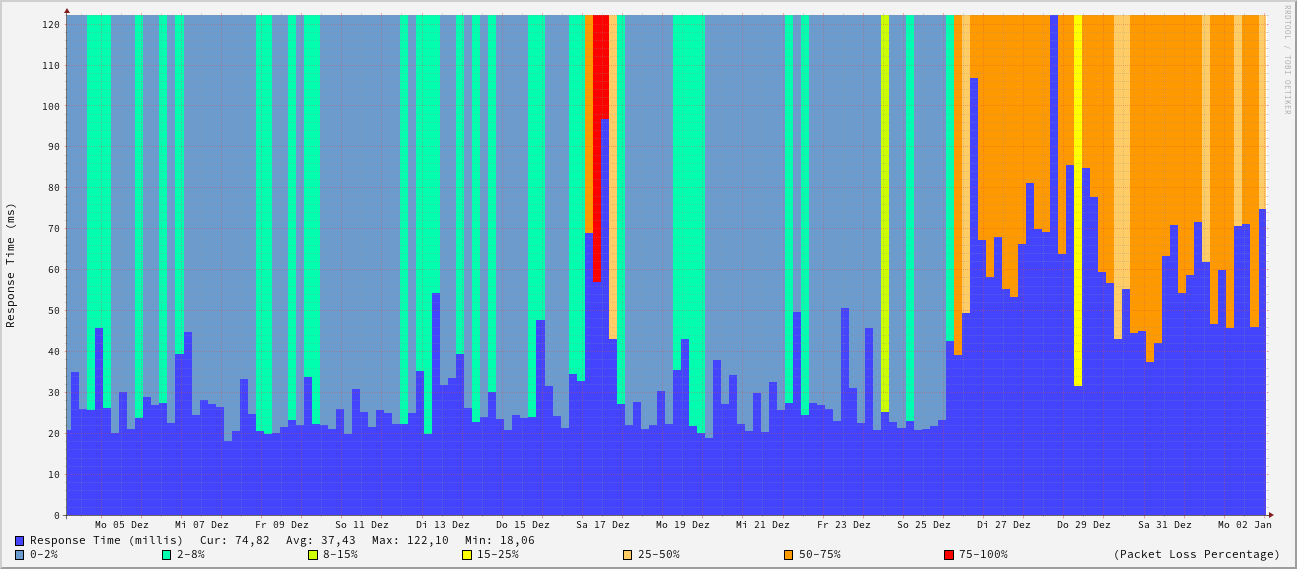 RRDTOOL / TOBI OETIKER
Response Time (ms)
120
110
100
90
80
70
60
50
40
30
20
10
0
Mo 05 Dez Mi 07 Dez Fr 09 Dez So 11 Dez Di 13 Dez Do 15 Dez Sa 17 Dez Mo 19 Dez Mi 21 Dez Fr 23 Dez So 25 Dez Di 27 Dez Do 29 Dez Sa 31 Dez Mo 02 Jan
Response Time (millis) Cur: 74,82 Avg: 37,43 Max: 122,10 Min: 18,06
0-2% 2-8% 8-15% 15-25% 25-50% 50-75% 75-100% (Packet Loss Percentage)